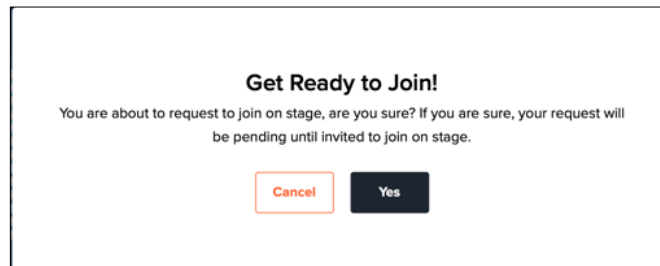 Get Ready to Join!
You are about to request to join on stage, are you sure? If you are sure, your request will
be pending until invited to join on stage.
Cancel
Yes